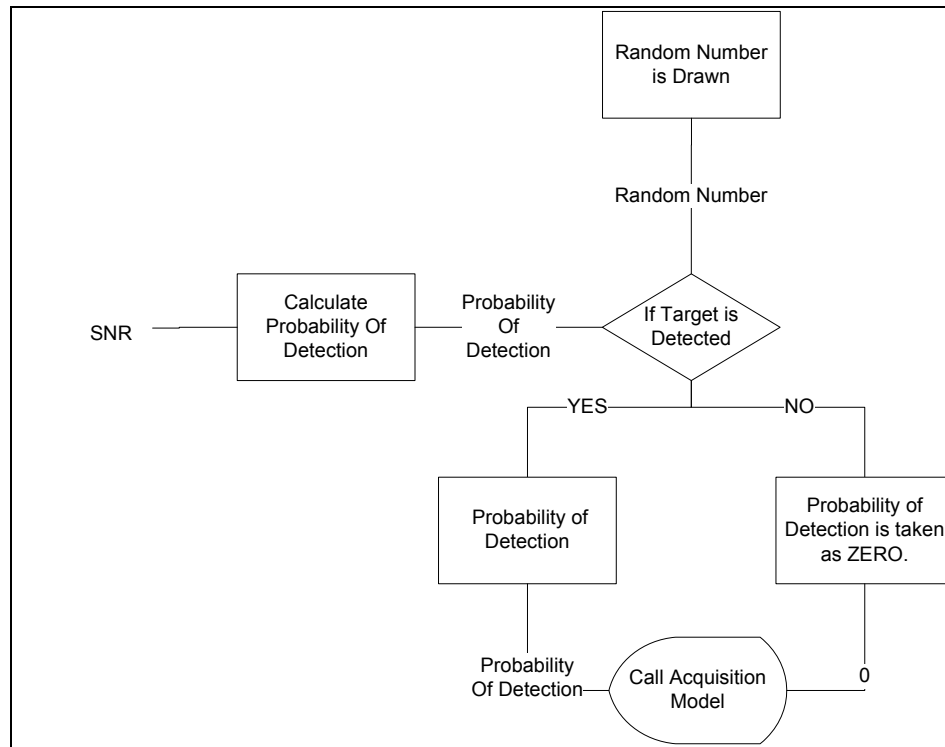 Random Number
is Drawn
Random Number
SNR
Calculate
Probability Of
Detection
Probability
Of
Detection
If Target is
Detected
YES
NO
Probability of
Detection
Probability of
Detection is taken
as ZERO.
Probability
Of Detection
Call Acquisition
Model
0